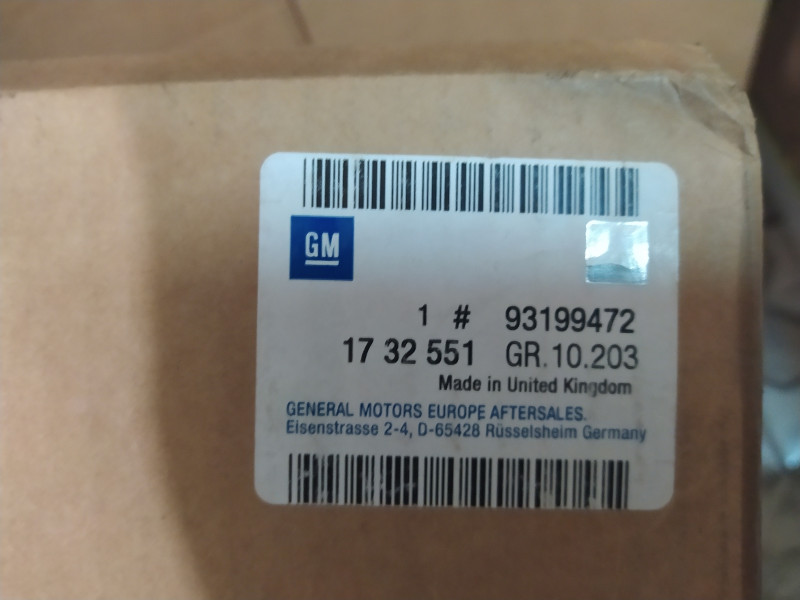 GM
1 # 93199472
17 32 551 GR.10.203
Made in United Kingdom
GENERAL MOTORS EUROPE AFTERSALES.
Eisenstrasse 2-4, D-65428 Rüsselsheim Germany